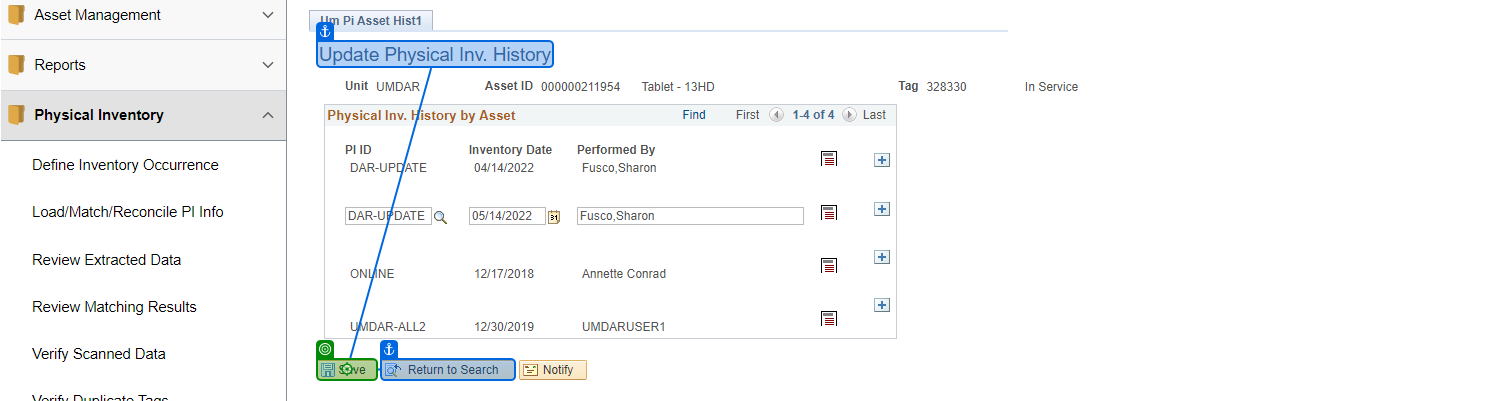 Asset Management
Reports
Physical Inventory
Define Inventory Occurrence
Load/Match/Reconcile PI Info
Review Extracted Data
Review Matching Results
Verify Scanned Data
Verify Duplicate Tags
Um Pi Asset Hist1
Update Physical Inv. History
Unit UMDAR Asset ID 000000211954 Tablet - 13HD Tag 328330 In Service
Physical Inv. History by Asset Find First 1-4 of 4 Last
PI ID Inventory Date Performed By
DAR-UPDATE 04/14/2022 Fusco,Sharon
DAR-UPDATE 05/14/2022 Fusco,Sharon
ONLINE 12/17/2018 Annette Conrad
UMDAR-ALL2 12/30/2019 UMDARUSER1
Save Return to Search Notify